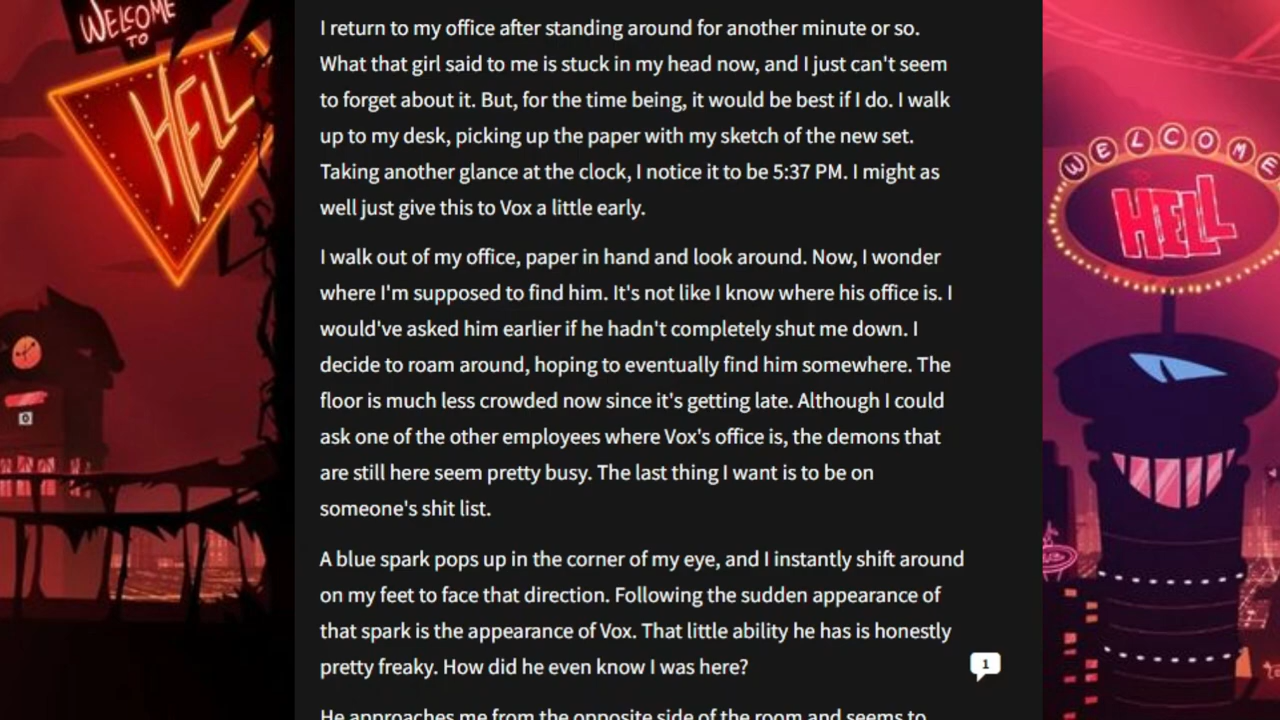 WELCOME
TO
HELL
I return to my office after standing around for another minute or so.
What that girl said to me is stuck in my head now, and I just can't seem
to forget about it. But, for the time being, it would be best if I do. I walk
up to my desk, picking up the paper with my sketch of the new set.
Taking another glance at the clock, I notice it to be 5:37 PM. I might as
well just give this to Vox a little early.
I walk out of my office, paper in hand and look around. Now, I wonder
where I'm supposed to find him. It's not like I know where his office is. I
would've asked him earlier if he hadn't completely shut me down. I
decide to roam around, hoping to eventually find him somewhere. The
floor is much less crowded now since it's getting late. Although I could
ask one of the other employees where Vox's office is, the demons that
are still here seem pretty busy. The last thing I want is to be on
someone's shit list.
A blue spark pops up in the corner of my eye, and I instantly shift around
on my feet to face that direction. Following the sudden appearance of
that spark is the appearance of Vox. That little ability he has is honestly
pretty freaky. How did he even know I was here?
1
He approaches me from the opposite side of the room and seems to
WELCOME
HELL